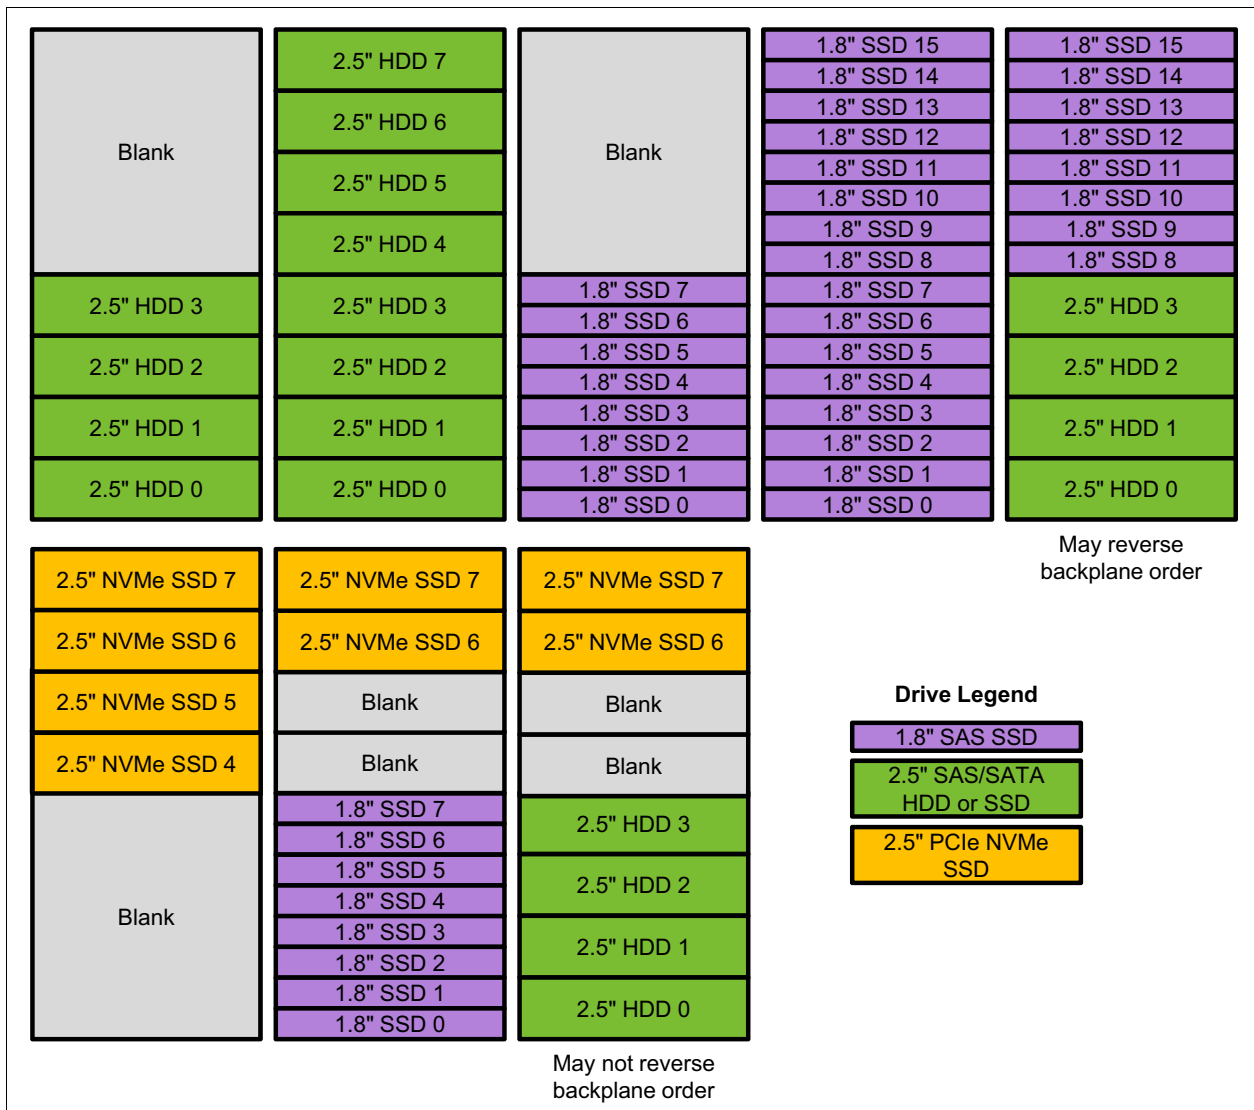 Blank
2.5" HDD 3
2.5" HDD 2
2.5" HDD 1
2.5" HDD 0
2.5" HDD 7
2.5" HDD 6
2.5" HDD 5
2.5" HDD 4
2.5" HDD 3
2.5" HDD 2
2.5" HDD 1
2.5" HDD 0
Blank
1.8" SSD 7
1.8" SSD 6
1.8" SSD 5
1.8" SSD 4
1.8" SSD 3
1.8" SSD 2
1.8" SSD 1
1.8" SSD 0
1.8" SSD 15
1.8" SSD 14
1.8" SSD 13
1.8" SSD 12
1.8" SSD 11
1.8" SSD 10
1.8" SSD 9
1.8" SSD 8
1.8" SSD 7
1.8" SSD 6
1.8" SSD 5
1.8" SSD 4
1.8" SSD 3
1.8" SSD 2
1.8" SSD 1
1.8" SSD 0
1.8" SSD 15
1.8" SSD 14
1.8" SSD 13
1.8" SSD 12
1.8" SSD 11
1.8" SSD 10
1.8" SSD 9
1.8" SSD 8
2.5" HDD 3
2.5" HDD 2
2.5" HDD 1
2.5" HDD 0
May reverse
backplane order
2.5" NVMe SSD 7
2.5" NVMe SSD 6
2.5" NVMe SSD 5
2.5" NVMe SSD 4
Blank
2.5" NVMe SSD 7
2.5" NVMe SSD 6
Blank
Blank
1.8" SSD 7
1.8" SSD 6
1.8" SSD 5
1.8" SSD 4
1.8" SSD 3
1.8" SSD 2
1.8" SSD 1
1.8" SSD 0
2.5" NVMe SSD 7
2.5" NVMe SSD 6
Blank
Blank
2.5" HDD 3
2.5" HDD 2
2.5" HDD 1
2.5" HDD 0
May not reverse
backplane order
Drive Legend
1.8" SAS SSD
2.5" SAS/SATA
HDD or SSD
2.5" PCIe NVMe
SSD